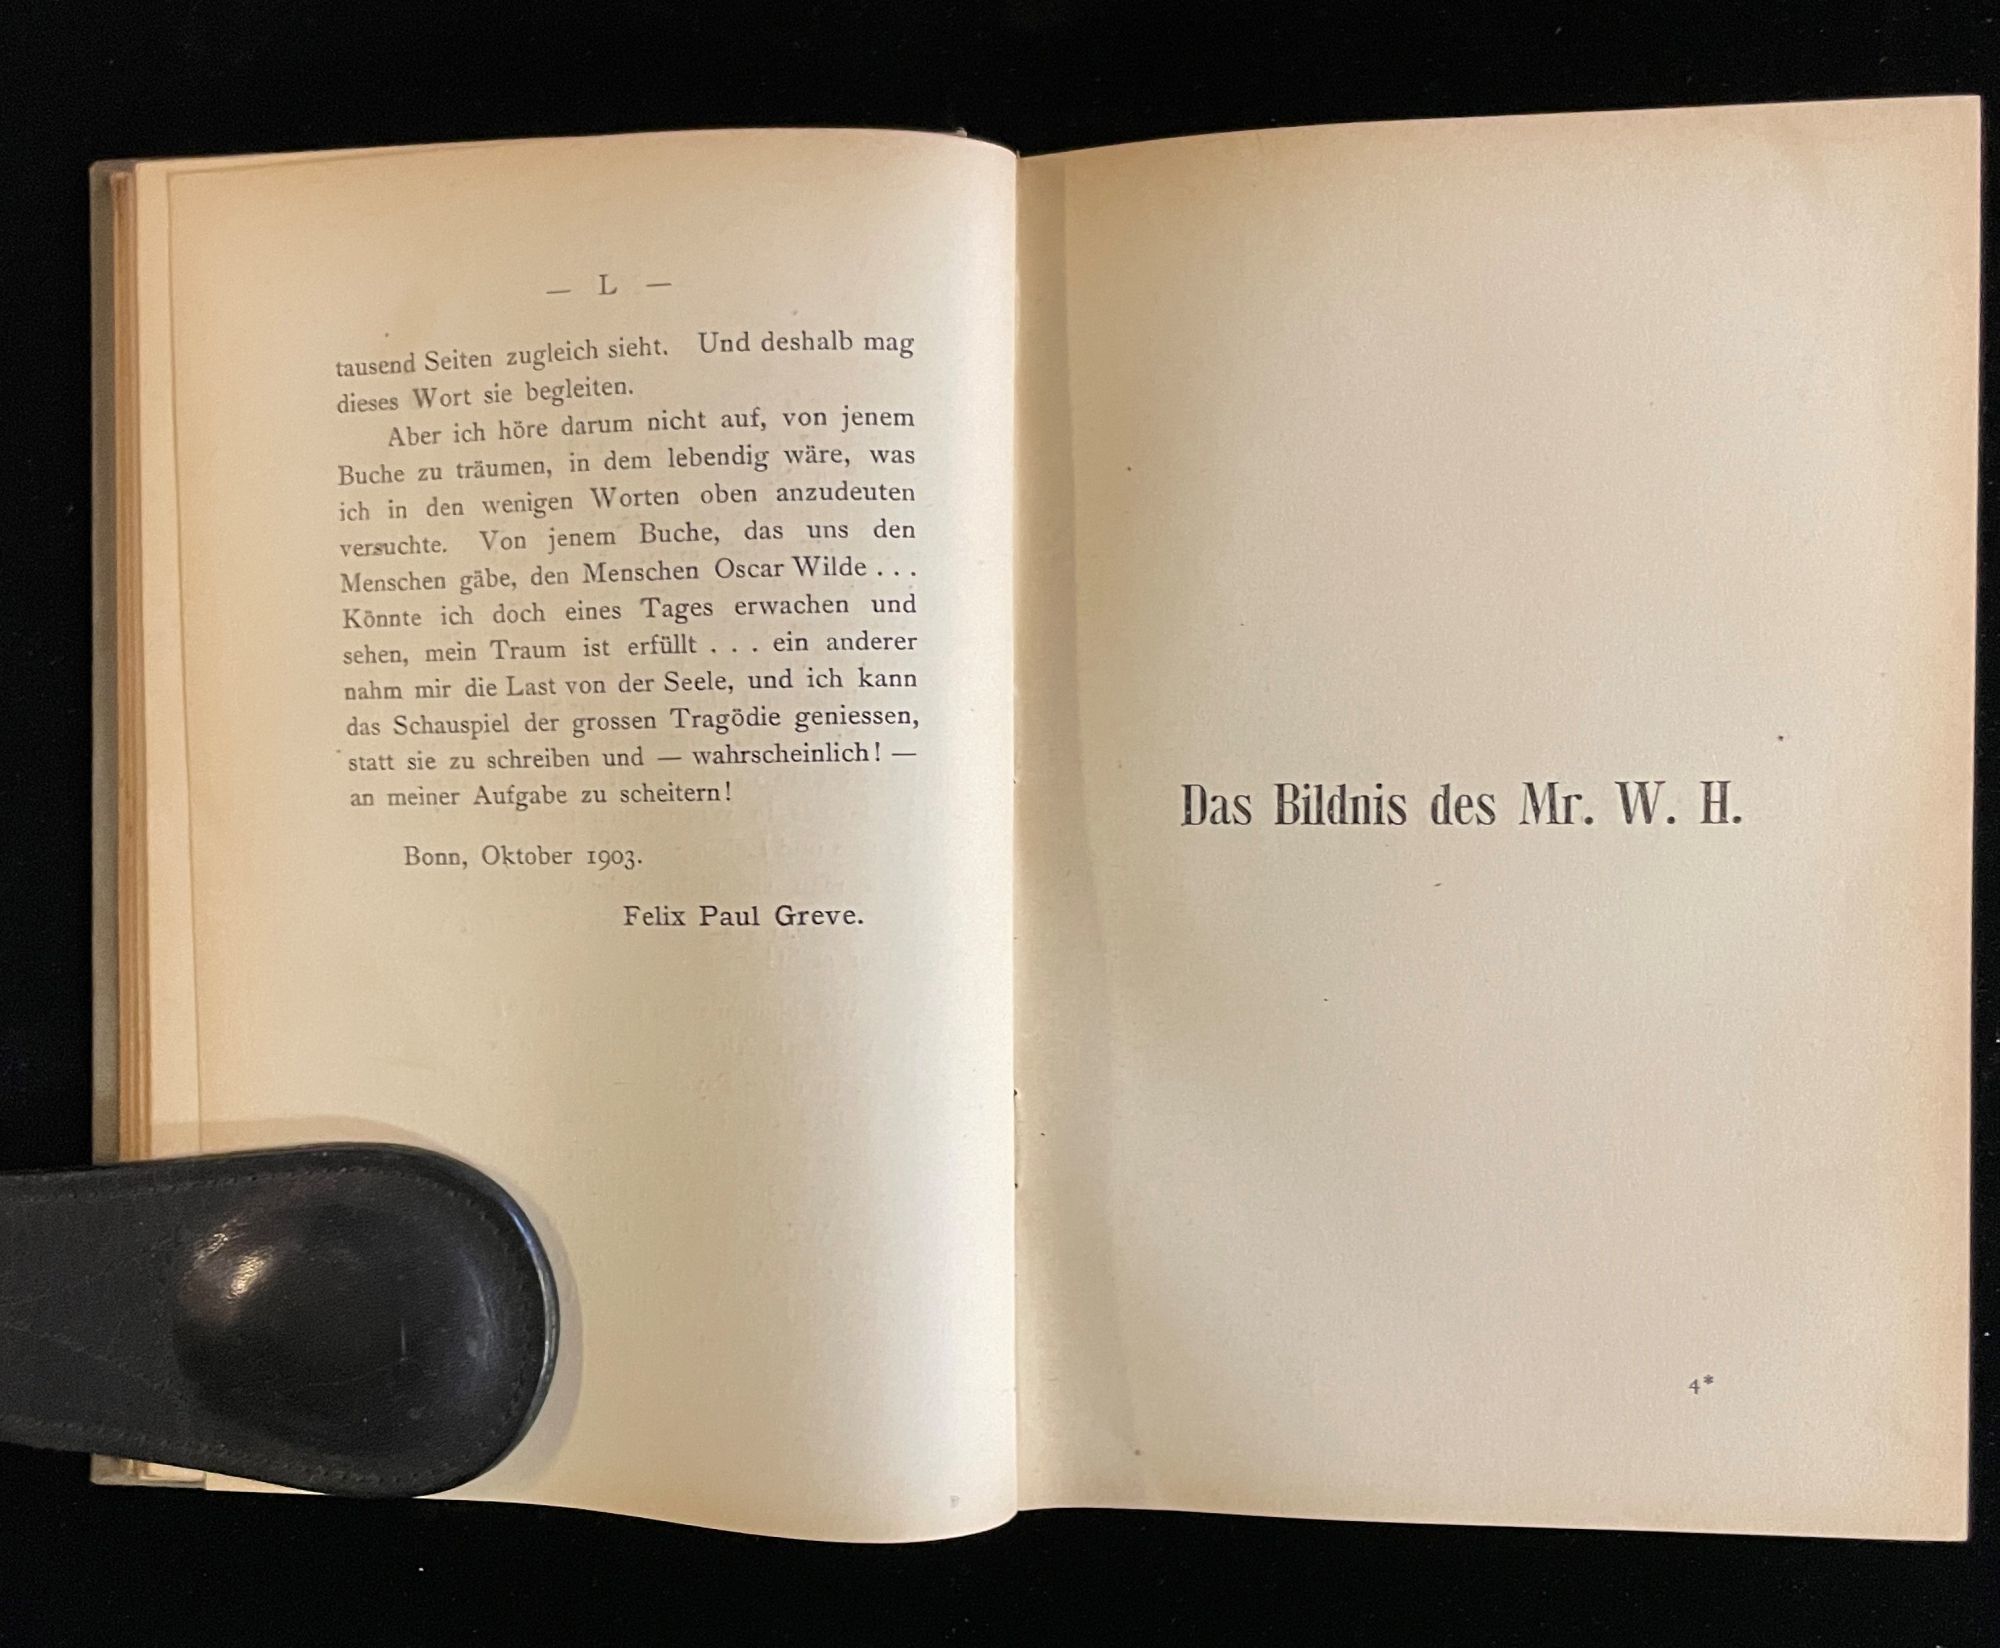 — L —
tausend Seiten zugleich sieht. Und deshalb mag
dieses Wort sie begleiten.
Aber ich höre darum nicht auf, von jenem
Buche zu träumen, in dem lebendig wäre, was
ich in den wenigen Worten oben anzudeuten
versuchte. Von jenem Buche, das uns den
Menschen gäbe, den Menschen Oscar Wilde . . .
Könnte ich doch eines Tages erwachen und
sehen, mein Traum ist erfüllt . . . ein anderer
nahm mir die Last von der Seele, und ich kann
das Schauspiel der grossen Tragödie geniessen,
statt sie zu schreiben und — wahrscheinlich! —
an meiner Aufgabe zu scheitern!
Bonn, Oktober 1903.
Felix Paul Greve.
Das Bildnis des Mr. W. H.
4*